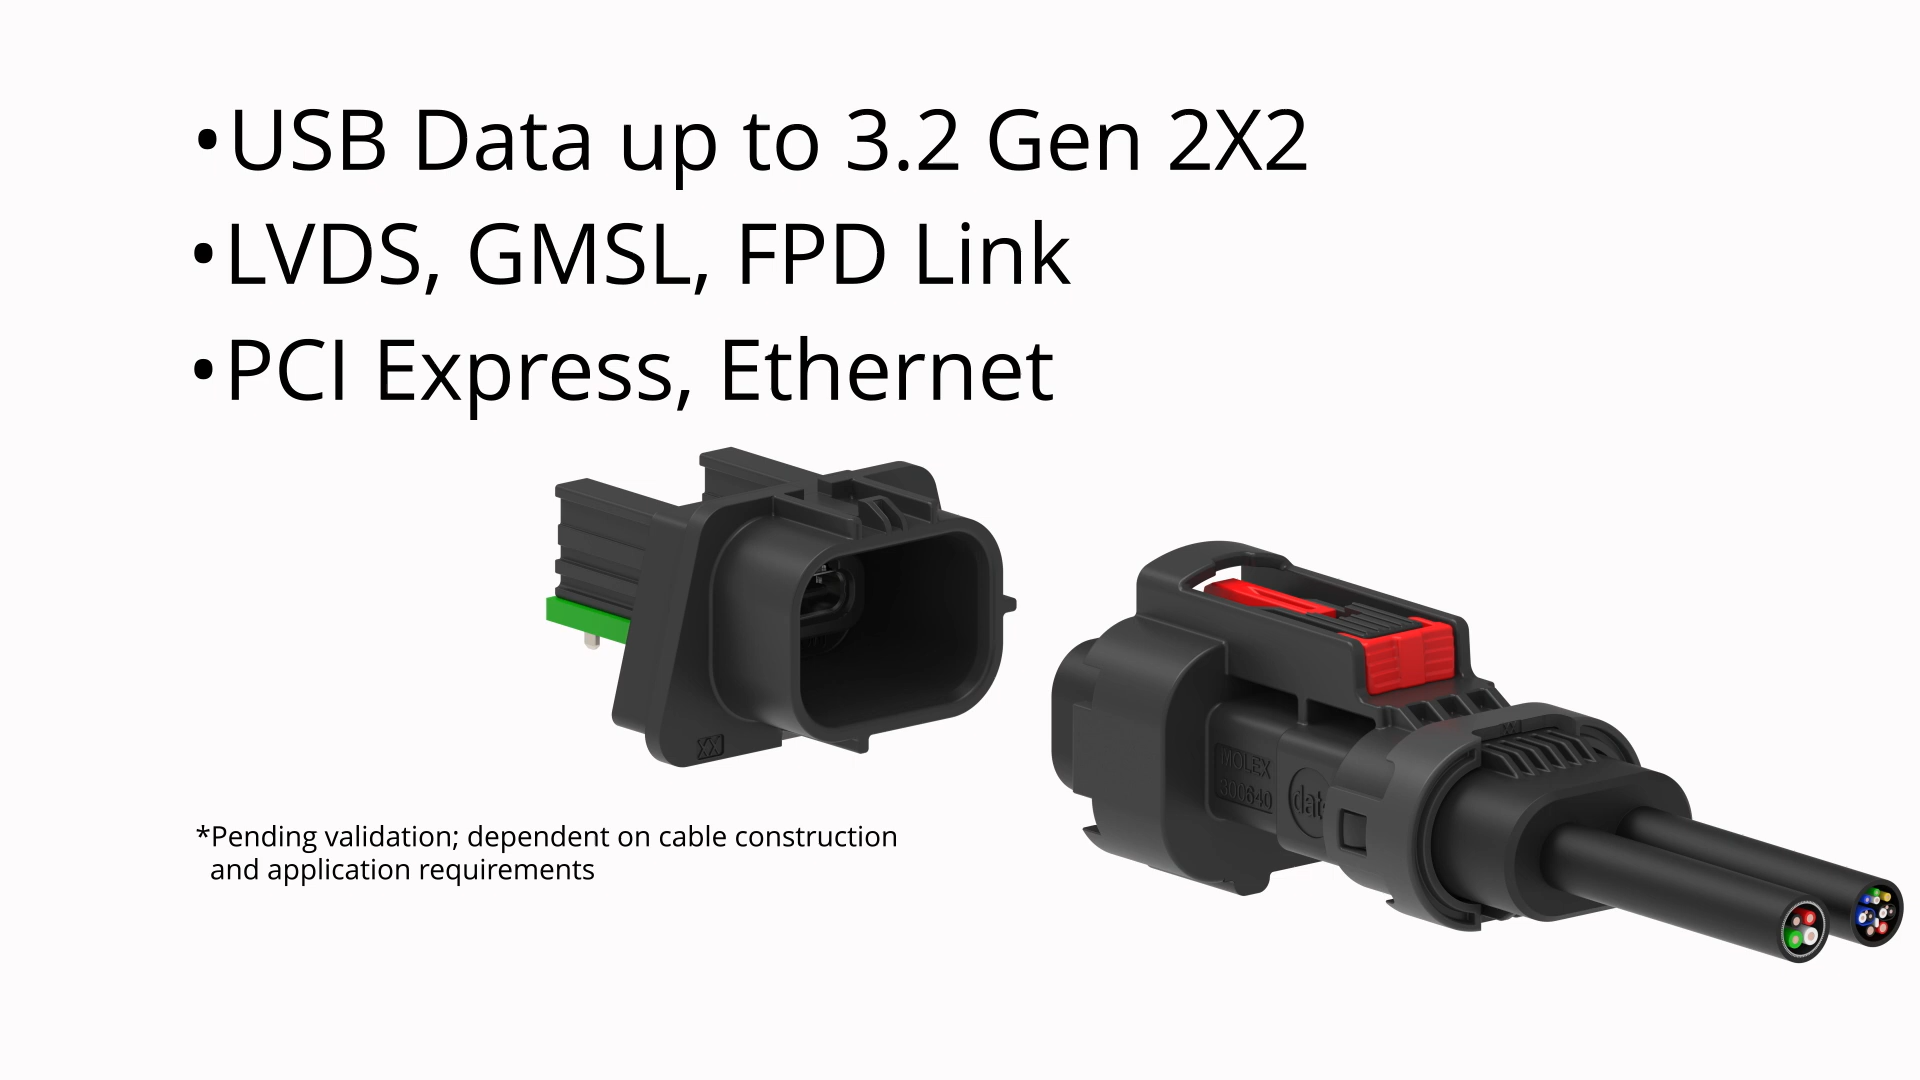 •USB Data up to 3.2 Gen 2X2
•LVDS, GMSL, FPD Link
•PCI Express, Ethernet
XX
MOLEX
300640
*Pending validation; dependent on cable construction
and application requirements